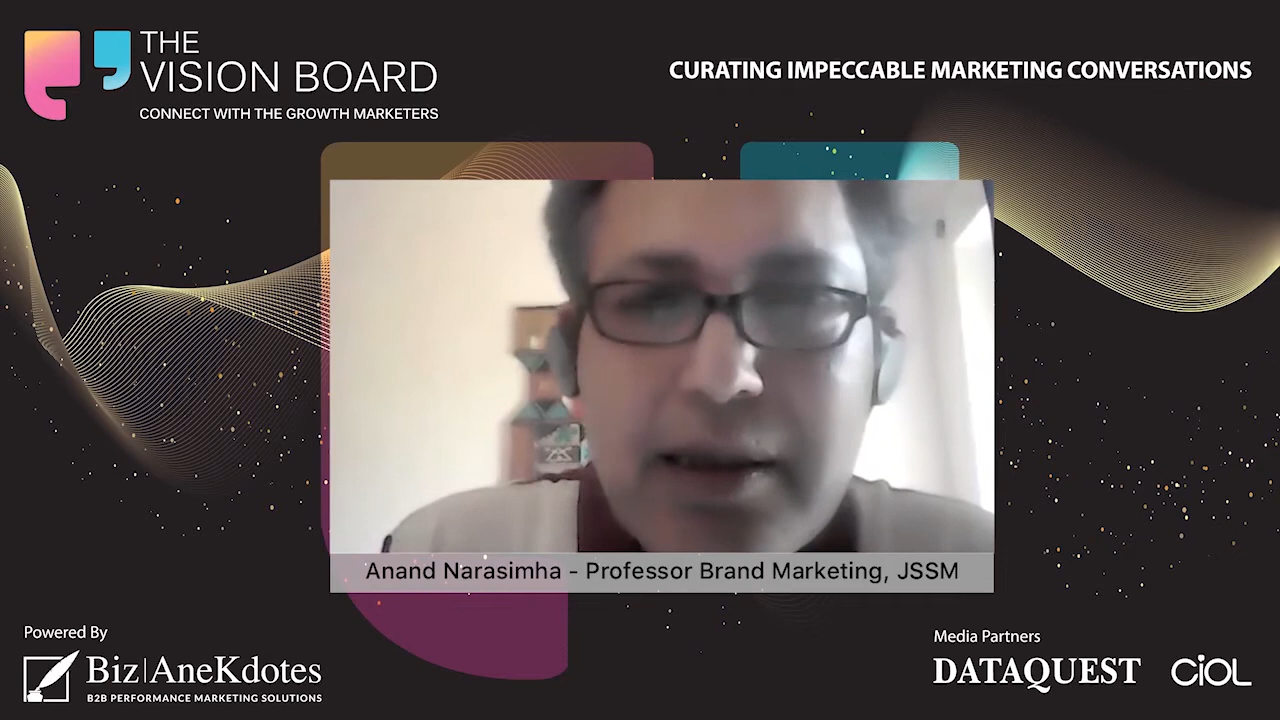 THE
VISION BOARD
CONNECT WITH THE GROWTH MARKETERS
CURATING IMPECCABLE MARKETING CONVERSATIONS
Anand Narasimha - Professor Brand Marketing, JSSM
Powered By
Biz|AneKdotes
B2B PERFORMANCE MARKETING SOLUTIONS
Media Partners
DATAQUEST
CiOL